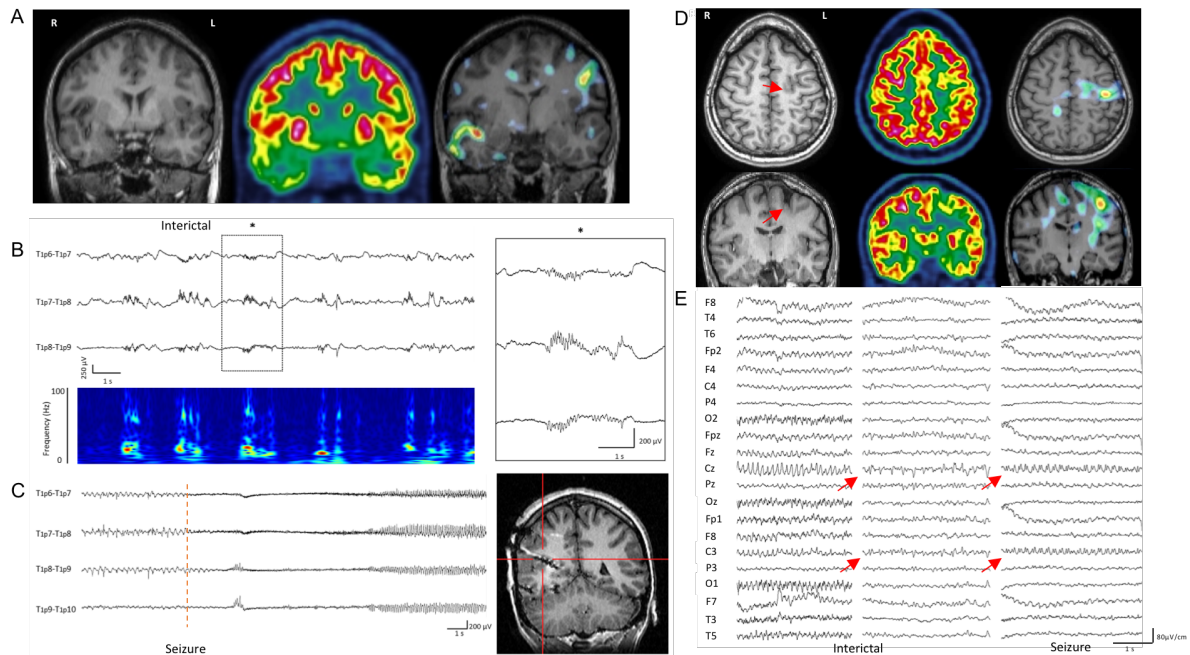 A
R
L
D
R
L
Interictal
*
*
B
T1p6-T1p7
T1p7-T1p8
T1p8-T1p9
250 µV
1 s
200 µV
1 s
Frequency (Hz)
100
0
C
T1p6-T1p7
T1p7-T1p8
T1p8-T1p9
T1p9-T1p10
200 µV
1 s
Seizure
E
F8
T4
T6
Fp2
F4
C4
P4
O2
Fpz
Fz
Cz
Pz
Oz
Fp1
F8
C3
P3
O1
F7
T3
T5
Interictal
Seizure
1 s
80µV/cm